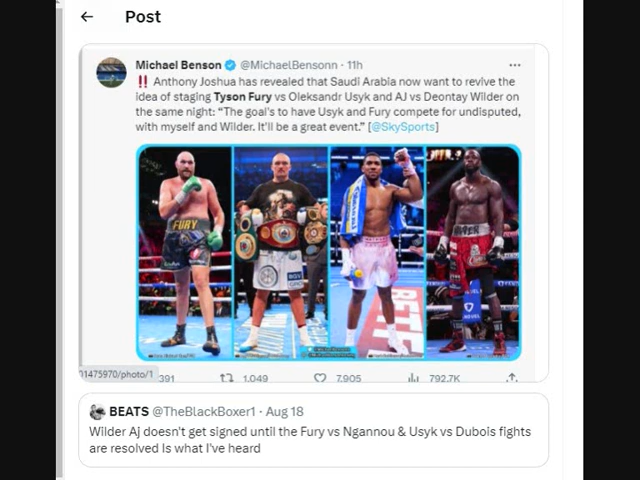 Post
Michael Benson @MichaelBensonn · 11h
‼️ Anthony Joshua has revealed that Saudi Arabia now want to revive the
idea of staging Tyson Fury vs Oleksandr Usyk and AJ vs Deontay Wilder on
the same night: “The goal's to have Usyk and Fury compete for undisputed,
with myself and Wilder. It'll be a great event.” [@SkySports]
FURY
01475970/photo/1
391 1,049 7,905 792.7K
BEATS @TheBlackBoxer1 · Aug 18
Wilder Aj doesn't get signed until the Fury vs Ngannou & Usyk vs Dubois fights
are resolved Is what I've heard